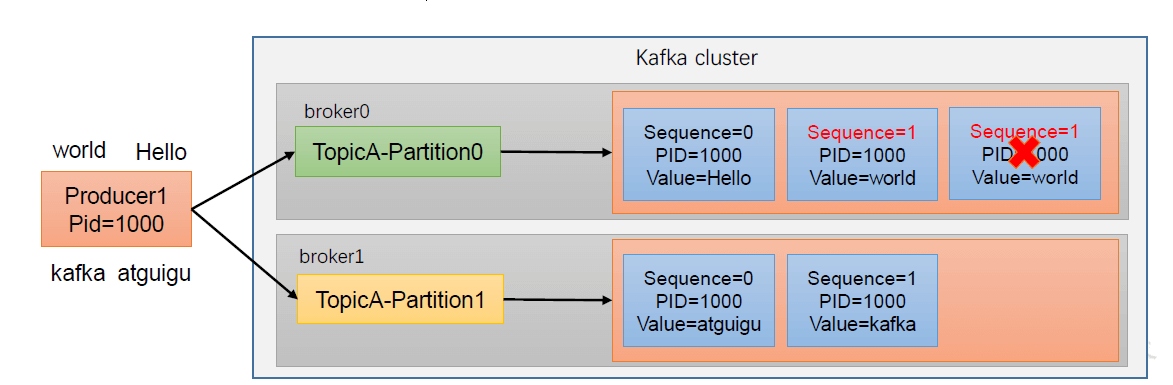 Kafka cluster
broker0
world Hello
Producer1
Pid=1000
kafka atguigu
TopicA-Partition0
Sequence=0
PID=1000
Value=Hello
Sequence=1
PID=1000
Value=world
Sequence=1
PID=1000
Value=world
broker1
TopicA-Partition1
Sequence=0
PID=1000
Value=atguigu
Sequence=1
PID=1000
Value=kafka